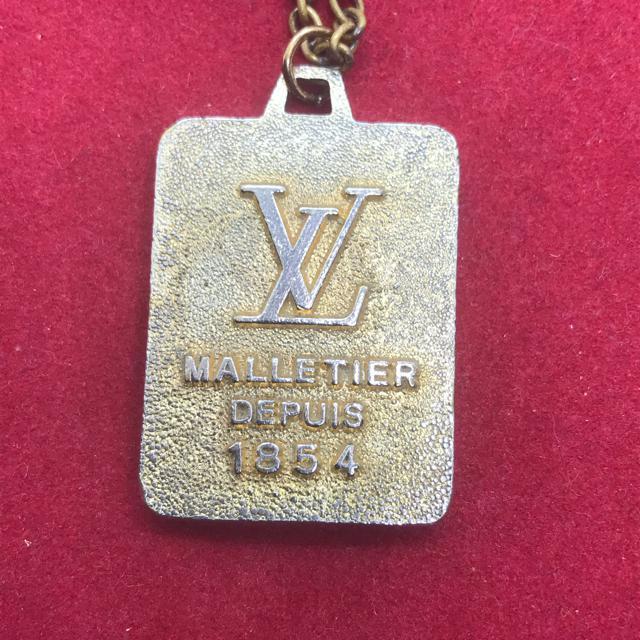 LV
MALLETIER
DEPUIS
1854